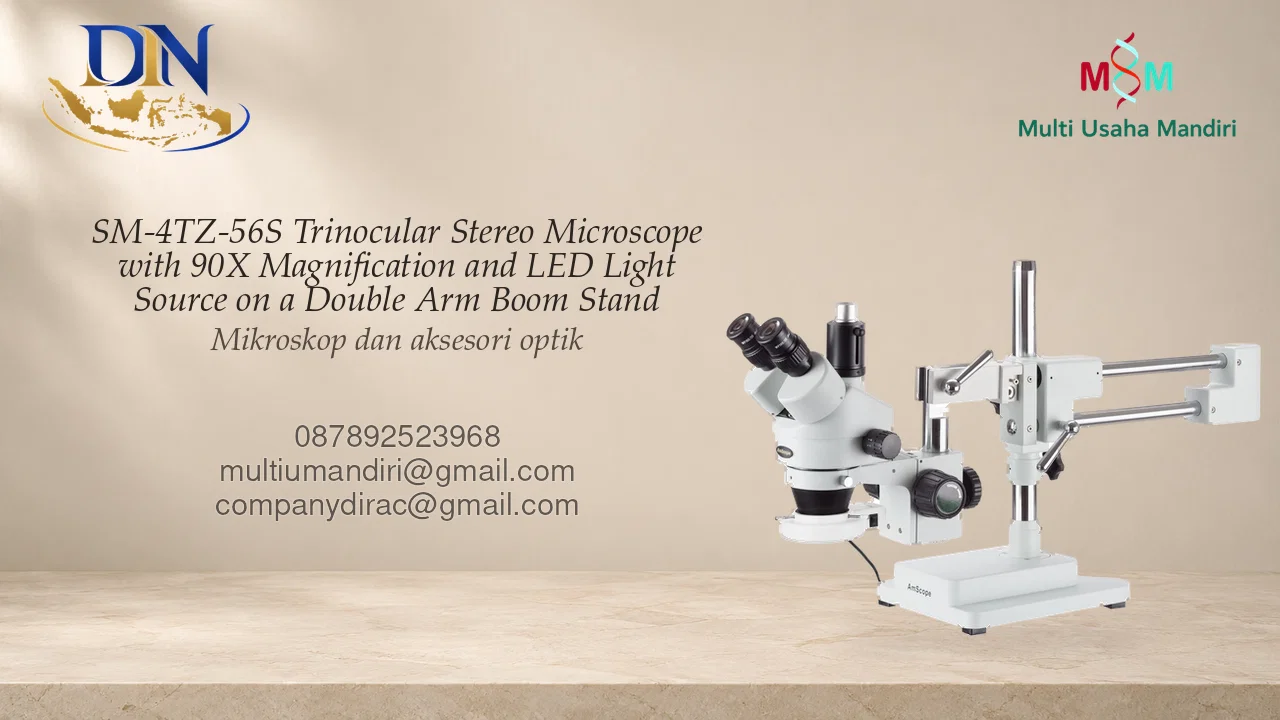 DN
M M
Multi Usaha Mandiri
SM-4TZ-56S Trinocular Stereo Microscope
with 90X Magnification and LED Light
Source on a Double Arm Boom Stand
Mikroskop dan aksesori optik
087892523968
multiumandiri@gmail.com
companydirac@gmail.com
AmScope